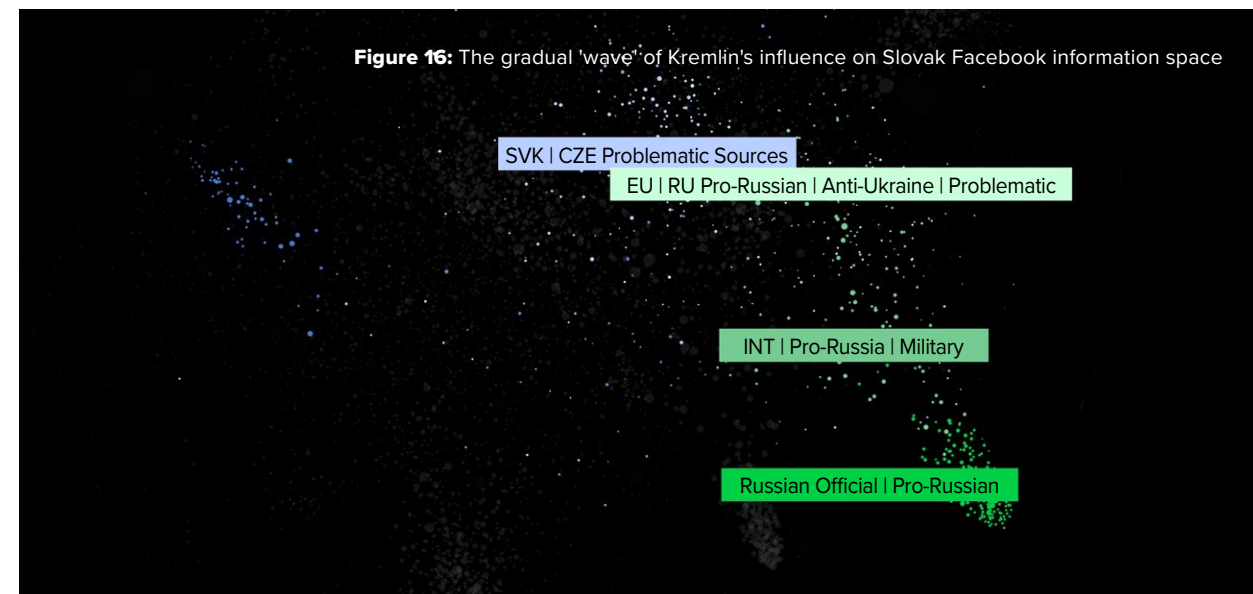 Figure 16: The gradual 'wave' of Kremlin's influence on Slovak Facebook information space
SVK | CZE Problematic Sources
EU | RU Pro-Russian | Anti-Ukraine | Problematic
INT | Pro-Russia | Military
Russian Official | Pro-Russian